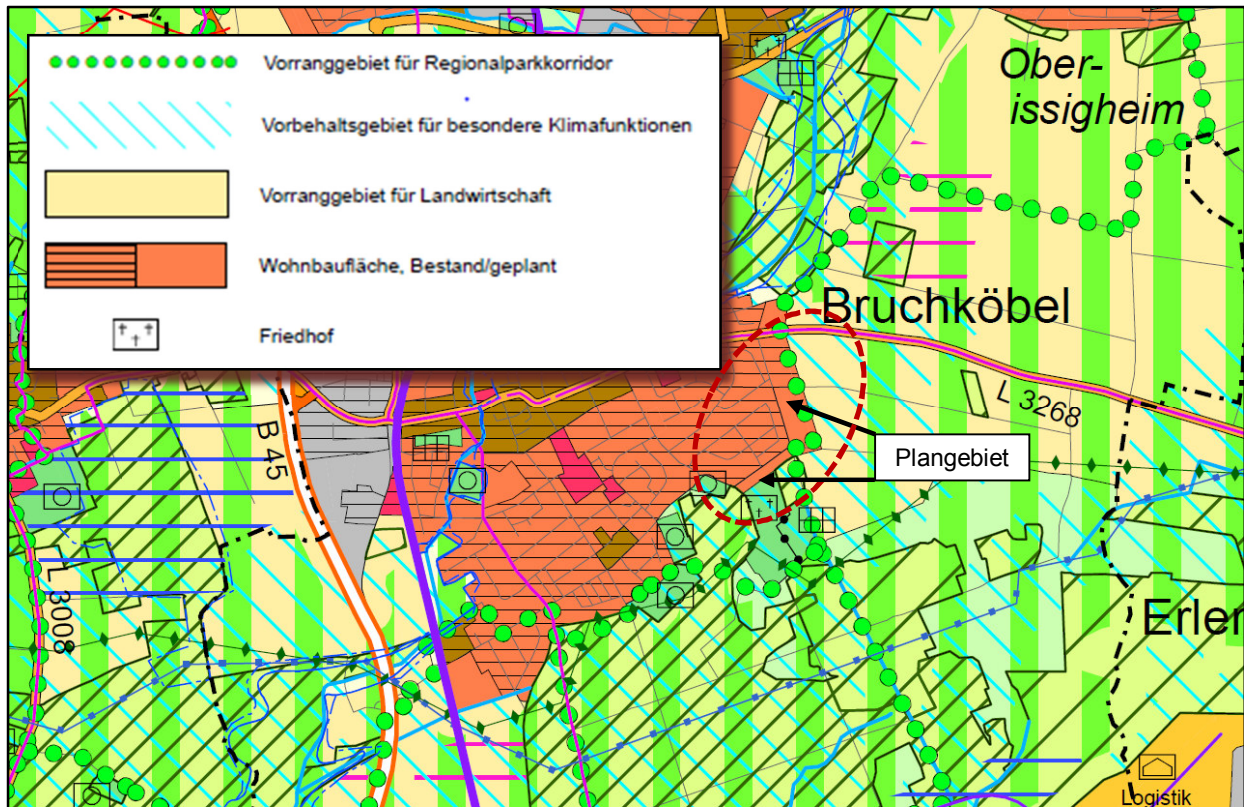 Vorranggebiet für Regionalparkkorridor
Vorbehaltsgebiet für besondere Klimafunktionen
Vorranggebiet für Landwirtschaft
Wohnbaufläche, Bestand/geplant
Friedhof
Ober-
issigheim
Bruchköbel
L 3268
B 45
Plangebiet
L 3008
Erler
Logistik